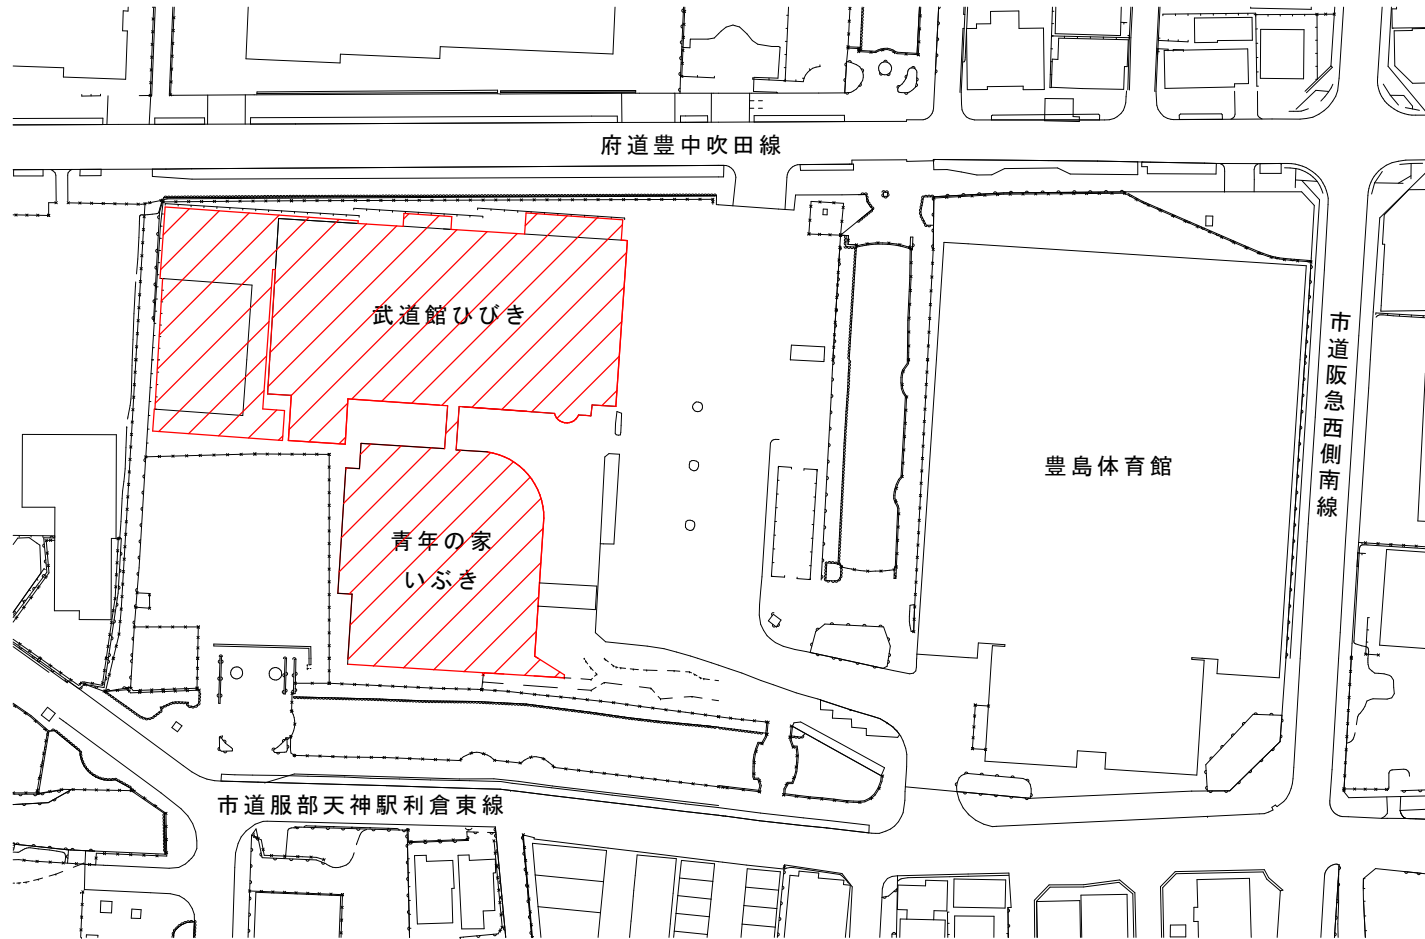 府道豊中吹田線
武道館ひびき
市道阪急西側南線
豊島体育館
青年の家
いぶき
市道服部天神駅利倉東線